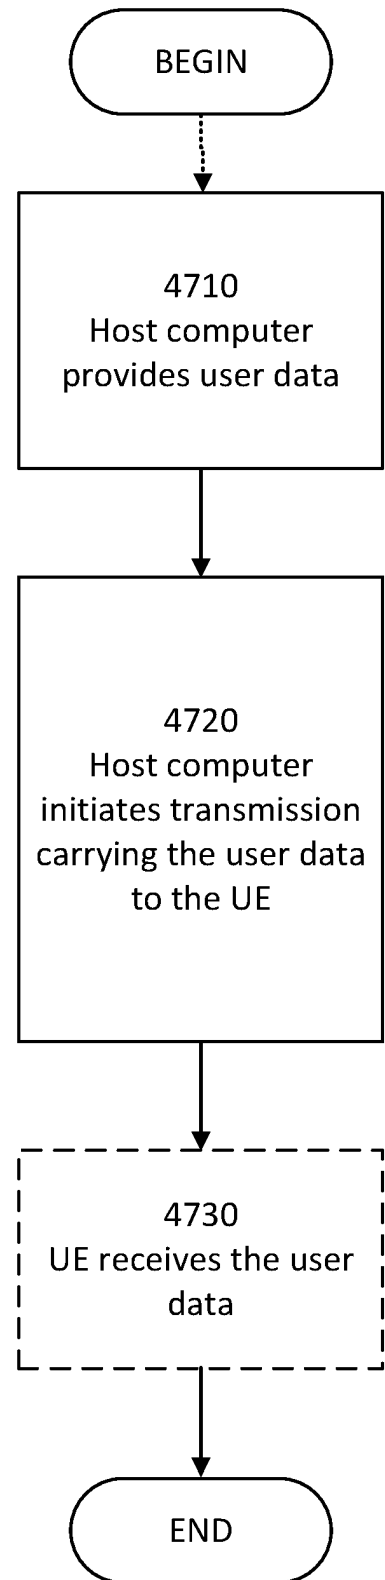 BEGIN
4710
Host computer
provides user data
4720
Host computer
initiates transmission
carrying the user data
to the UE
4730
UE receives the user
data
END